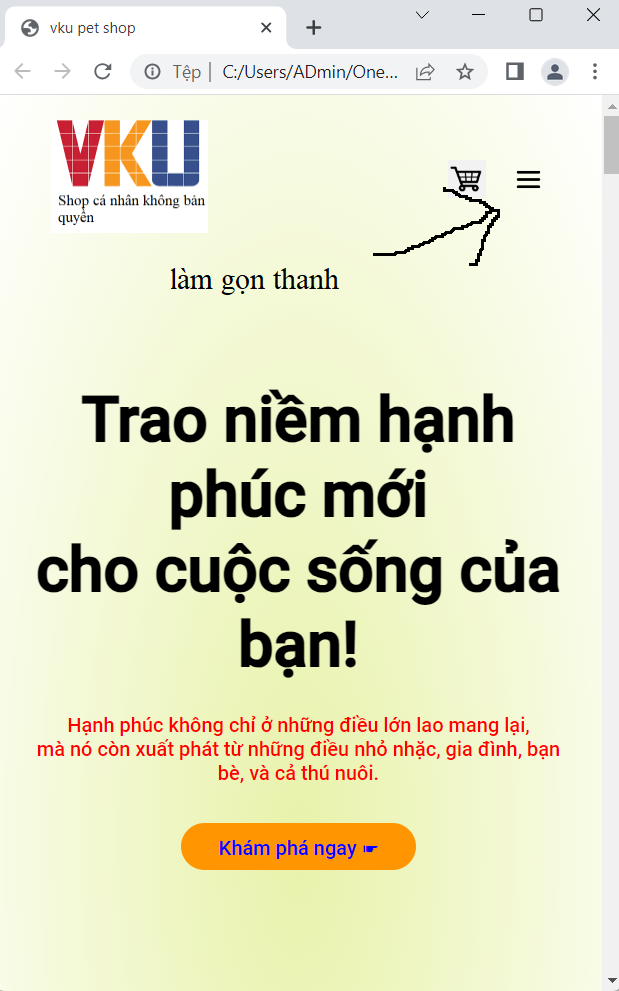 vku pet shop
Tệp | C:/Users/ADmin/One...
VKU
Shop cá nhân không bản
quyền
làm gọn thanh
Trao niềm hạnh
phúc mới
cho cuộc sống của
bạn!
Hạnh phúc không chỉ ở những điều lớn lao mang lại,
mà nó còn xuất phát từ những điều nhỏ nhặc, gia đình, bạn
bè, và cả thú nuôi.
Khám phá ngay ☛